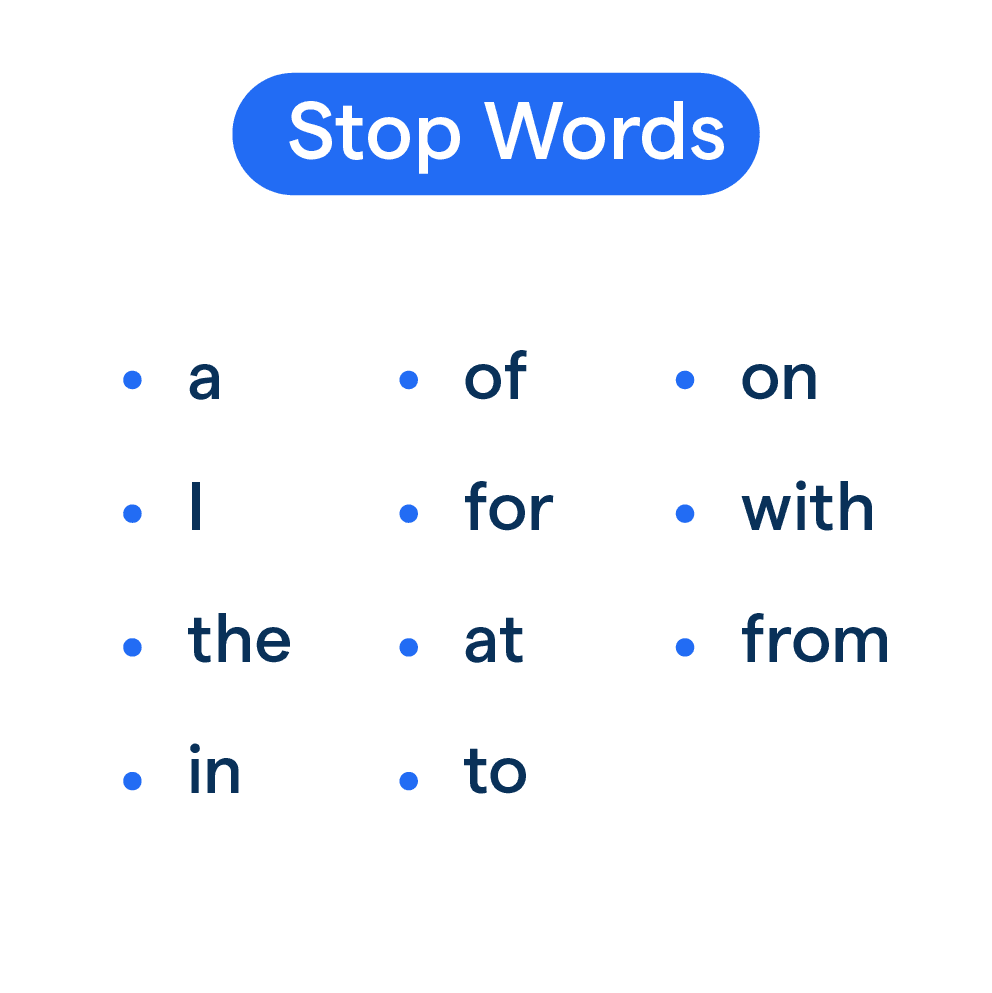 Stop Words
• a
• I
• the
• in
• of
• for
• at
• to
• on
• with
• from